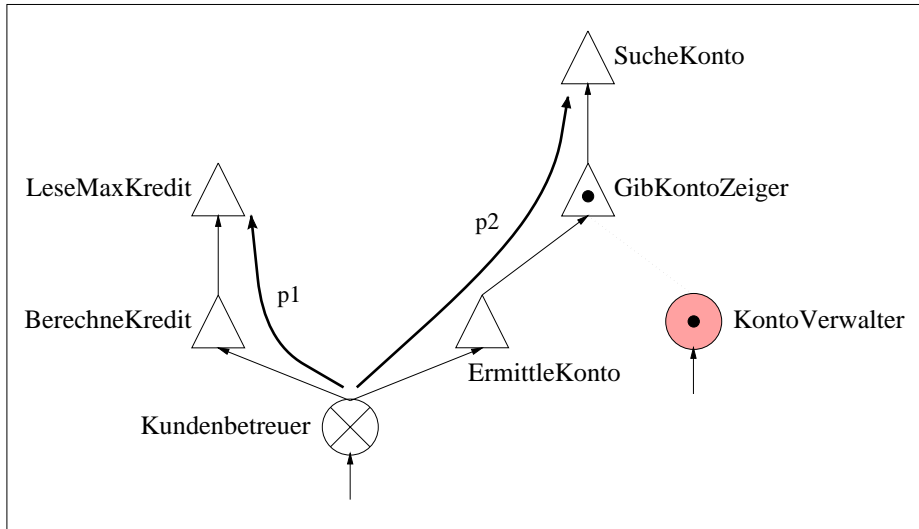 SucheKonto
LeseMaxKredit
GibKontoZeiger
p2
p1
BerechneKredit
KontoVerwalter
ErmittleKonto
Kundenbetreuer